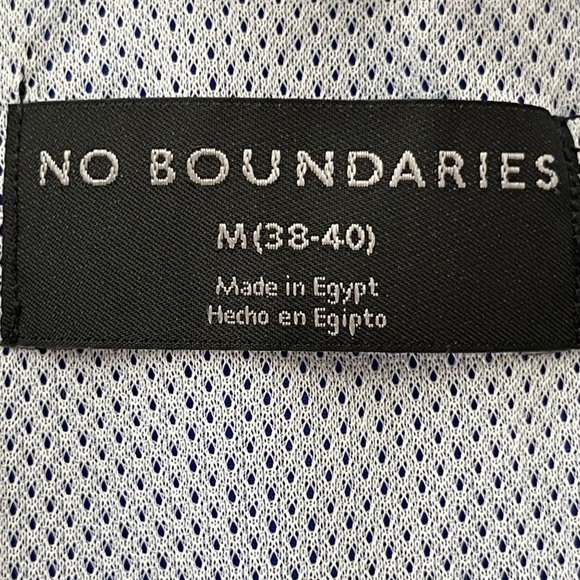 NO BOUNDARIES
M(38-40)
Made in Egypt
Hecho en Egipto